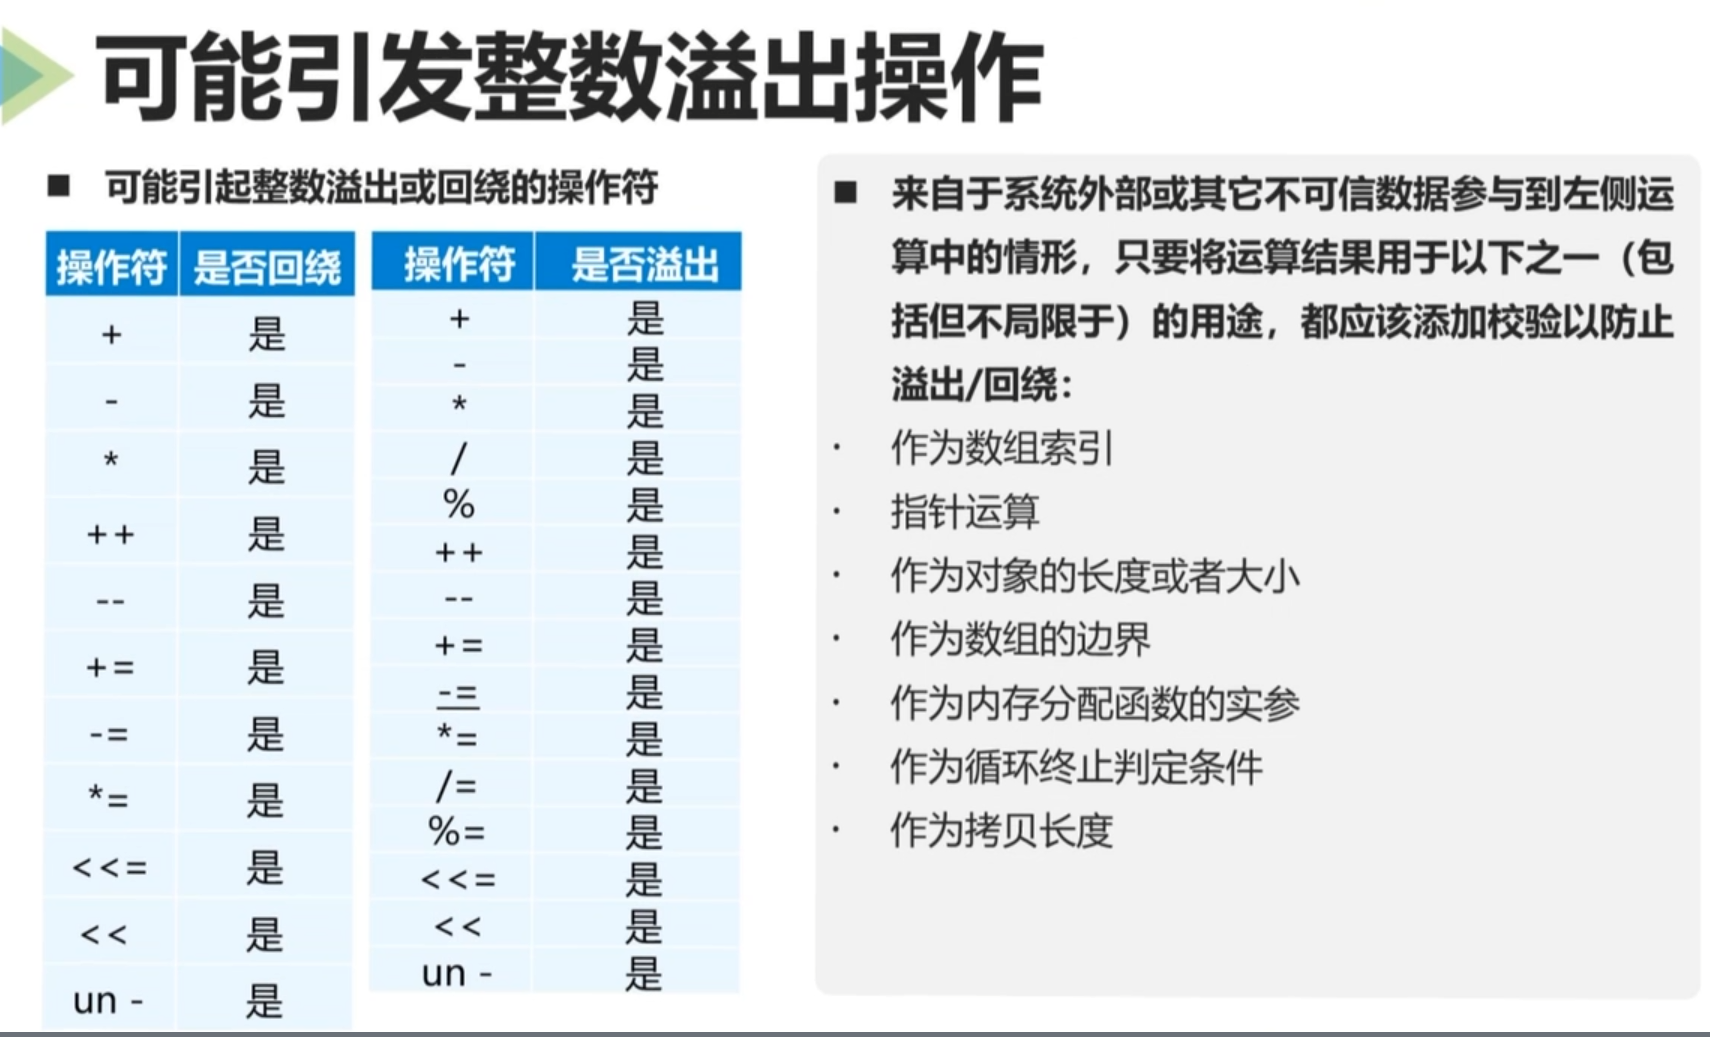 可能引发整数溢出操作
■ 可能引起整数溢出或回绕的操作符
操作符 是否回绕
+ 是
- 是
* 是
++ 是
-- 是
+= 是
-= 是
*= 是
<<= 是
<< 是
un - 是
操作符 是否溢出
+ 是
- 是
* 是
/ 是
% 是
++ 是
-- 是
+= 是
-= 是
*= 是
/= 是
%= 是
<<= 是
<< 是
un - 是
■ 来自于系统外部或其它不可信数据参与到左侧运
算中的情形，只要将运算结果用于以下之一（包
括但不局限于）的用途，都应该添加校验以防止
溢出/回绕：
· 作为数组索引
· 指针运算
· 作为对象的长度或者大小
· 作为数组的边界
· 作为内存分配函数的实参
· 作为循环终止判定条件
· 作为拷贝长度